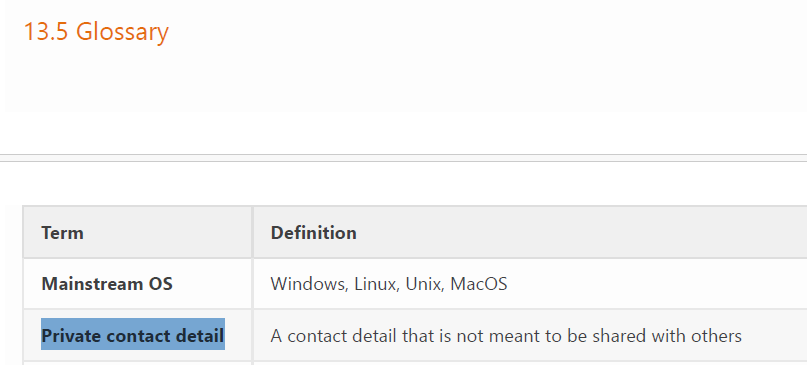 13.5 Glossary
Term Definition
Mainstream OS Windows, Linux, Unix, MacOS
Private contact detail A contact detail that is not meant to be shared with others